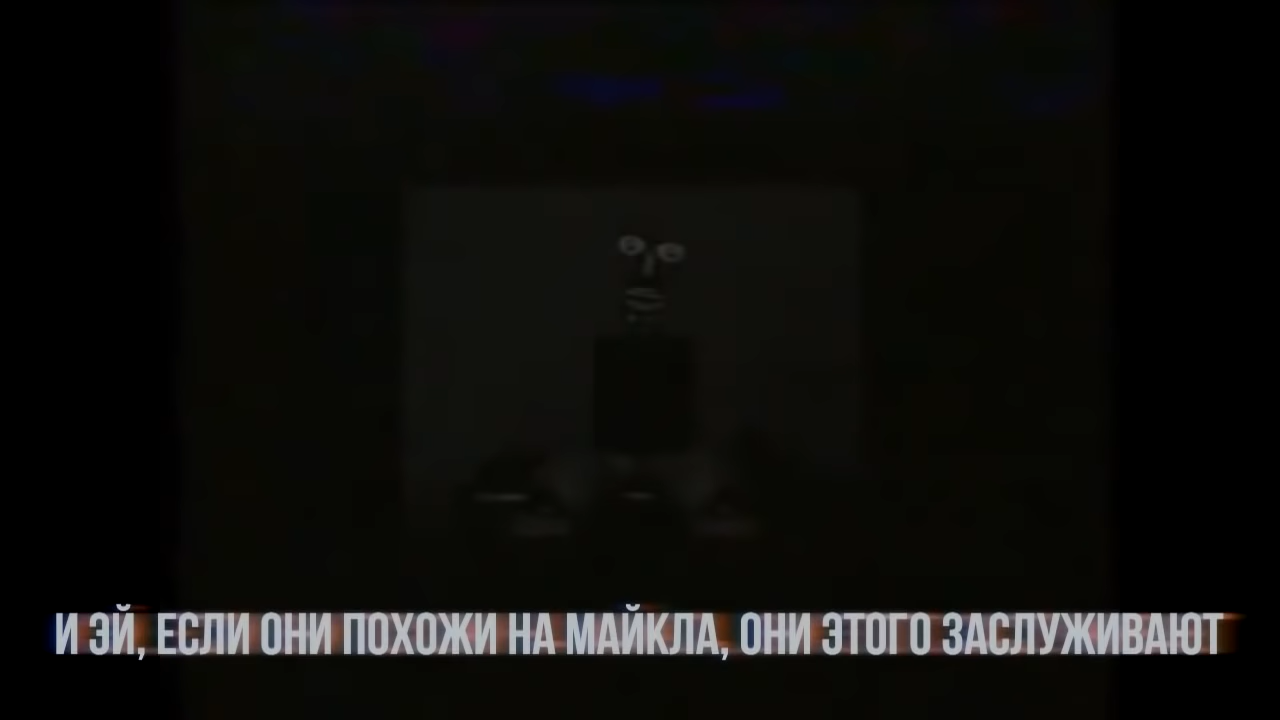 И ЭЙ, ЕСЛИ ОНИ ПОХОЖИ НА МАЙКЛА, ОНИ ЭТОГО ЗАСЛУЖИВАЮТ